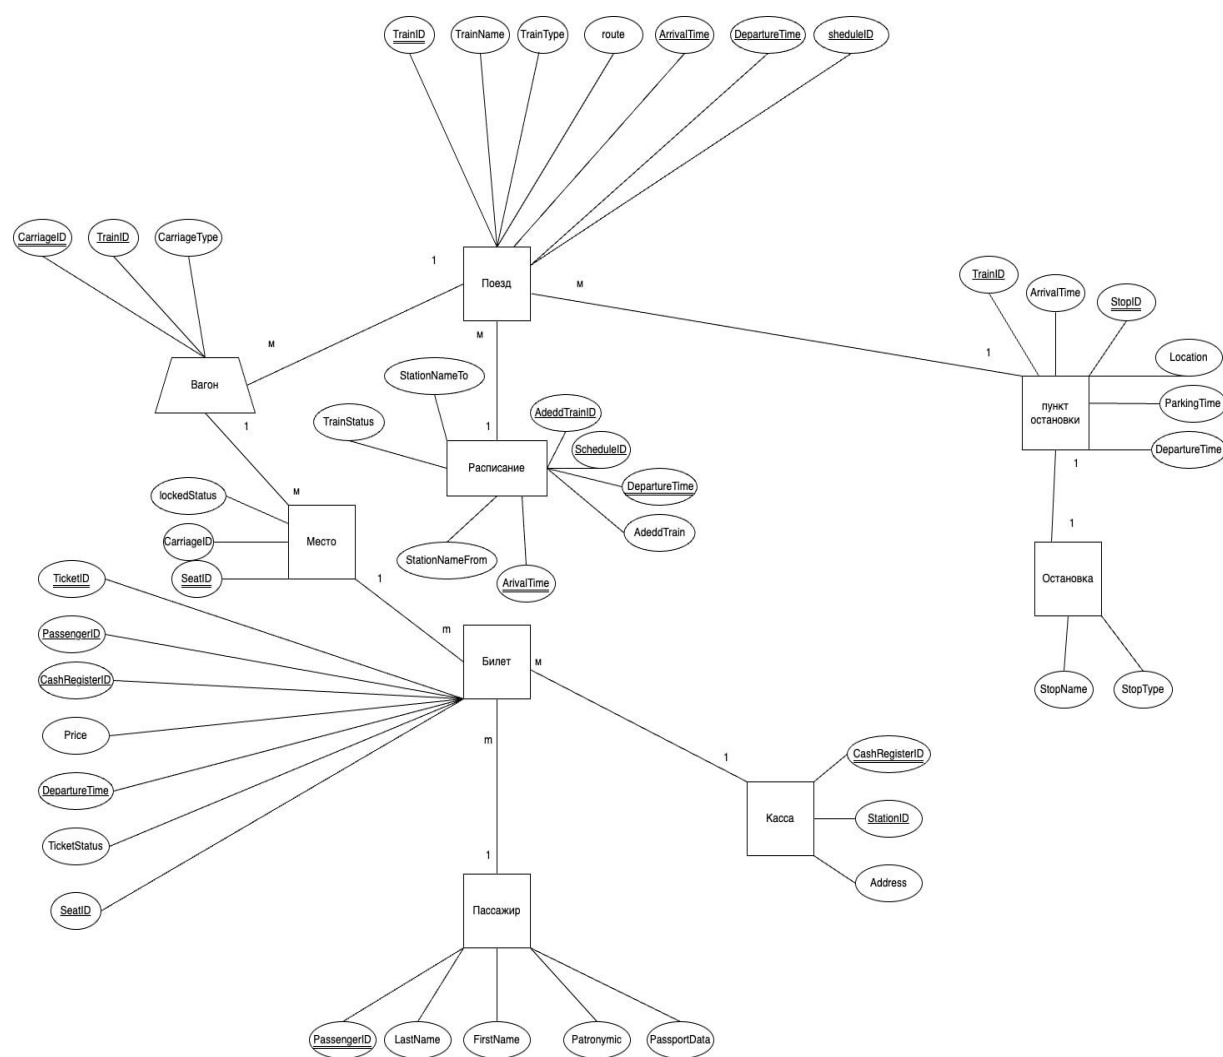 TrainID
TrainName
TrainType
route
ArrivalTime
DepartureTime
sheduleID
CarriageID
TrainID
CarriageType
1
Поезд
м
м
м
Вагон
1
TrainID
ArrivalTime
StopID
1
Location
пункт
остановки
ParkingTime
DepartureTime
1
StationNameTo
TrainStatus
1
AdeddTrainID
ScheduleID
Расписание
DepartureTime
AdeddTrain
StationNameFrom
ArivalTime
lockedStatus
м
CarriageID
Место
SeatID
1
1
Остановка
StopName
StopType
TicketID
PassengerID
CashRegisterID
Price
DepartureTime
TicketStatus
SeatID
m
Билет
м
m
1
CashRegisterID
Касса
StationID
Address
1
Пассажир
PassengerID
LastName
FirstName
Patronymic
PassportData